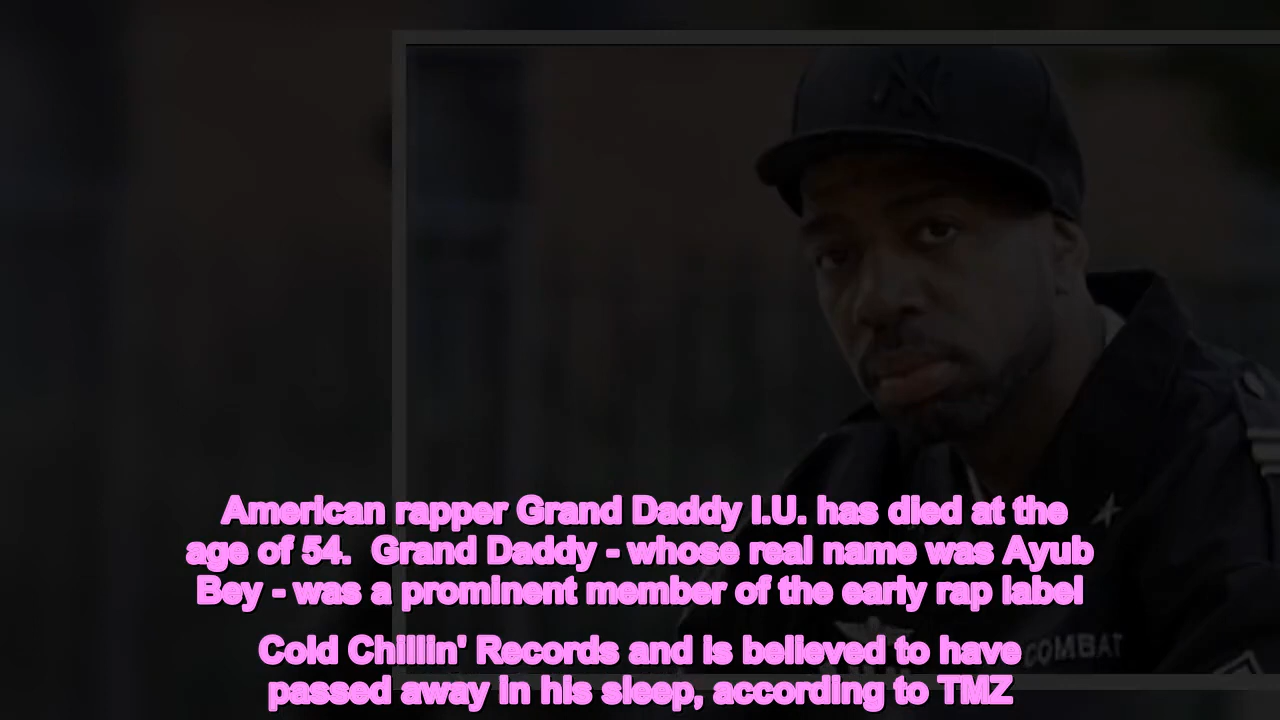 NY
American rapper Grand Daddy I.U. has died at the
age of 54.  Grand Daddy - whose real name was Ayub
Bey - was a prominent member of the early rap label
Cold Chillin' Records and is believed to have
COMBAT
passed away in his sleep, according to TMZ